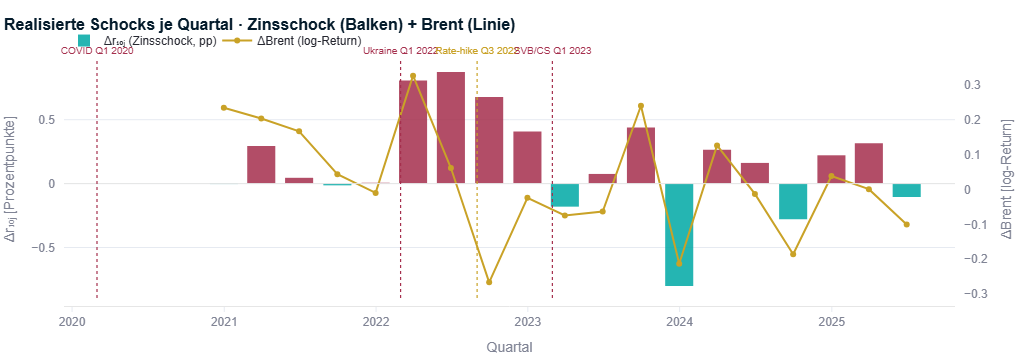 Realisierte Schocks je Quartal · Zinsschock (Balken) + Brent (Linie)
Δr₁₀ⱼ (Zinsschock, pp) ΔBrent (log-Return)
COVID Q1 2020 Ukraine Q1 2022 Rate-hike Q3 2022 SVB/CS Q1 2023
0.5
0
−0.5
0.3
0.2
0.1
0
−0.1
−0.2
−0.3
Δr₁₀ⱼ [Prozentpunkte]
ΔBrent [log-Return]
2020 2021 2022 2023 2024 2025
Quartal